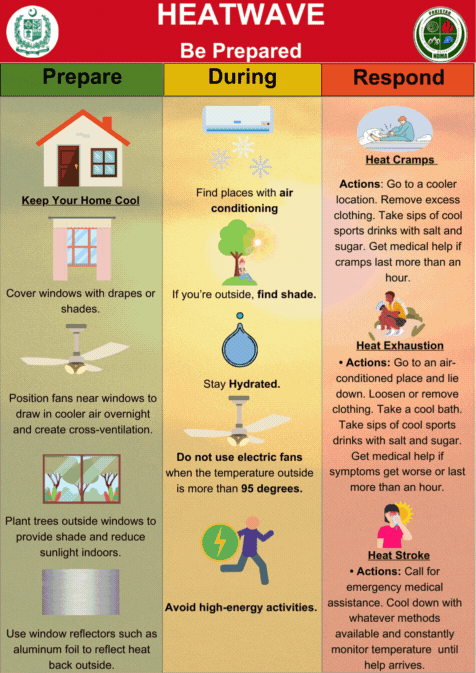 HEATWAVE
Be Prepared
PAKISTAN
NDMA
Prepare
Keep Your Home Cool
Cover windows with drapes or
shades.
Position fans near windows to
draw in cooler air overnight
and create cross-ventilation.
Plant trees outside windows to
provide shade and reduce
sunlight indoors.
Use window reflectors such as
aluminum foil to reflect heat
back outside.
During
Find places with air
conditioning
If you're outside, find shade.
Stay Hydrated.
Do not use electric fans
when the temperature outside
is more than 95 degrees.
Avoid high-energy activities.
Respond
Heat Cramps
Actions: Go to a cooler
location. Remove excess
clothing. Take sips of cool
sports drinks with salt and
sugar. Get medical help if
cramps last more than an
hour.
Heat Exhaustion
• Actions: Go to an air-
conditioned place and lie
down. Loosen or remove
clothing. Take a cool bath.
Take sips of cool sports
drinks with salt and sugar.
Get medical help if
symptoms get worse or last
more than an hour.
Heat Stroke
• Actions: Call for
emergency medical
assistance. Cool down with
whatever methods
available and constantly
monitor temperature until
help arrives.